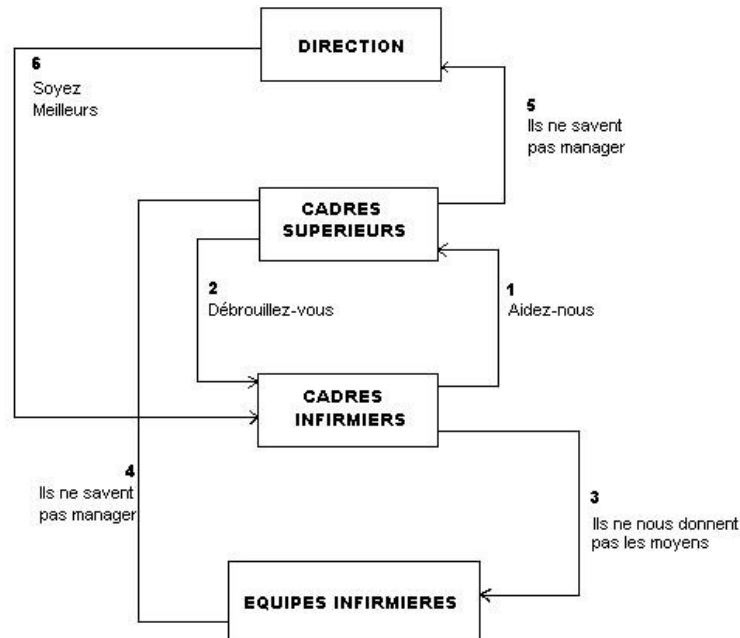 DIRECTION
6
Soyez
Meilleurs
5
Ils ne savent
pas manager
CADRES
SUPERIEURS
2
Débrouillez-vous
1
Aidez-nous
CADRES
INFIRMIERS
4
Ils ne savent
pas manager
3
Ils ne nous donnent
pas les moyens
EQUIPES INFIRMIERES